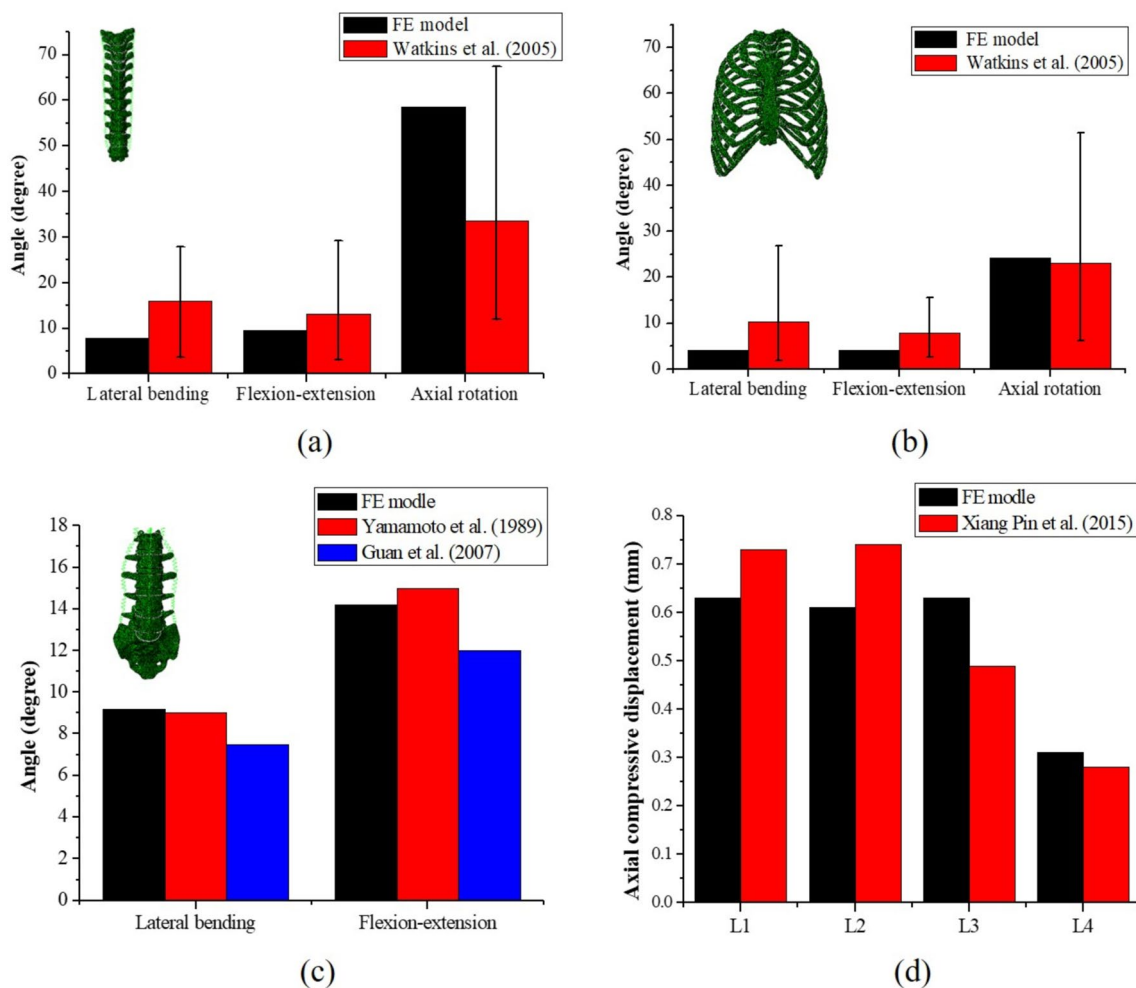 FE model
Watkins et al. (2005)
Angle (degree)
70
60
50
40
30
20
10
0
Lateral bending
Flexion-extension
Axial rotation
(a)
FE model
Watkins et al. (2005)
Angle (degree)
70
60
50
40
30
20
10
0
Lateral bending
Flexion-extension
Axial rotation
(b)
FE modle
Yamamoto et al. (1989)
Guan et al. (2007)
Angle (degree)
18
16
14
12
10
8
6
4
2
0
Lateral bending
Flexion-extension
(c)
FE modle
Xiang Pin et al. (2015)
Axial compressive displacement (mm)
0.8
0.7
0.6
0.5
0.4
0.3
0.2
0.1
0.0
L1
L2
L3
L4
(d)